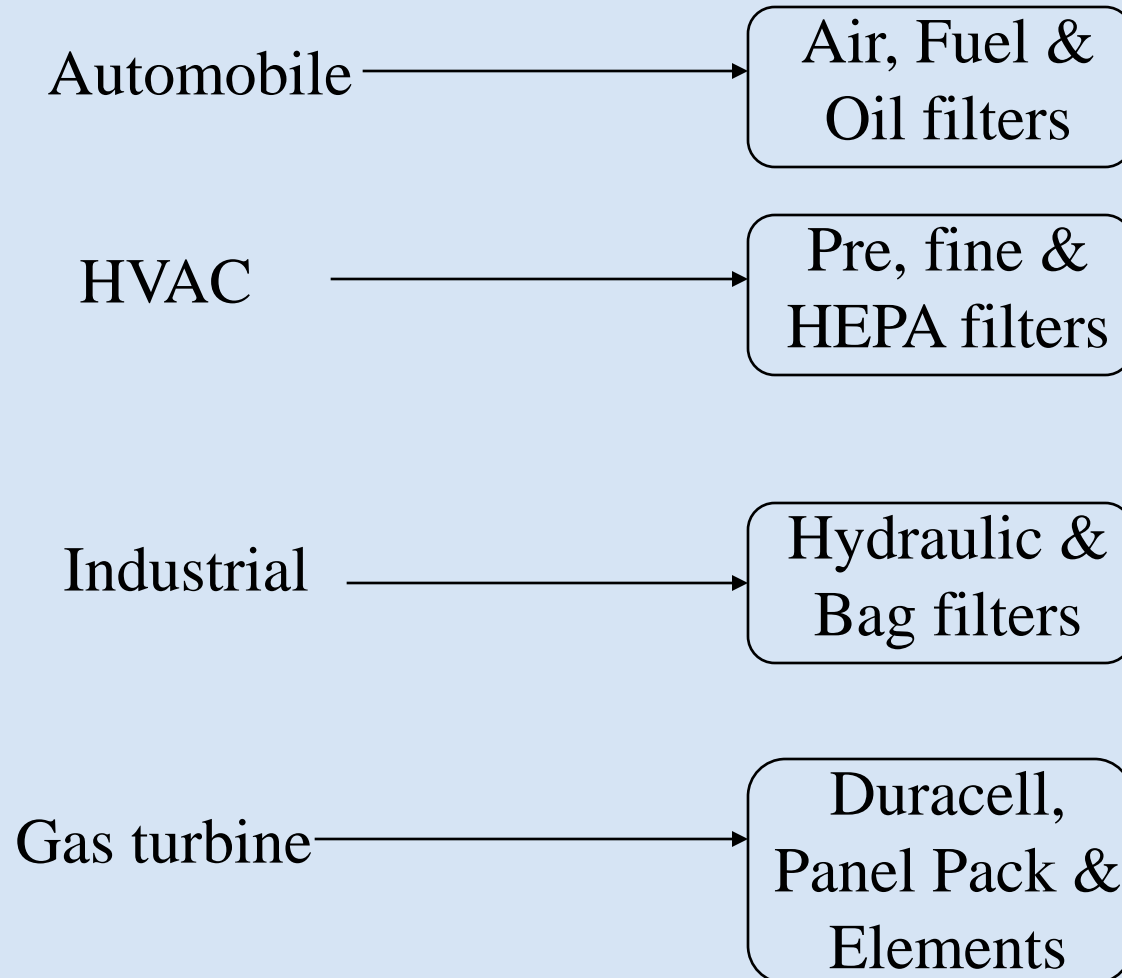 Automobile
Air, Fuel &
Oil filters
HVAC
Pre, fine &
HEPA filters
Industrial
Hydraulic &
Bag filters
Gas turbine
Duracell,
Panel Pack &
Elements